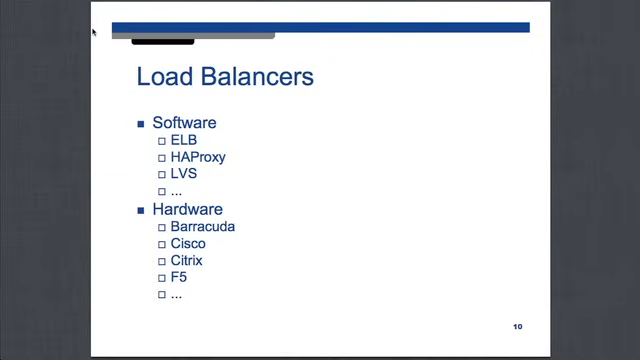 Load Balancers
Software
ELB
HAProxy
LVS
...
Hardware
Barracuda
Cisco
Citrix
F5
...
10